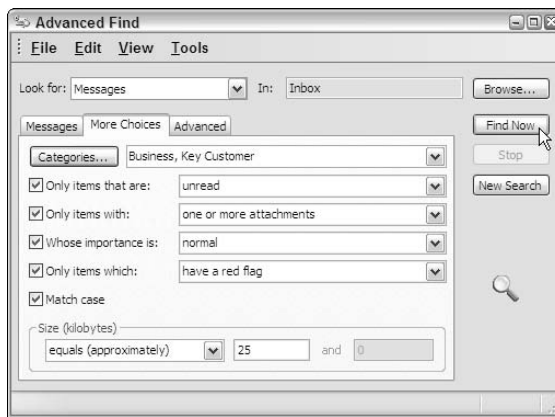 Advanced Find
File Edit View Tools
Look for: Messages In: Inbox Browse...
Messages More Choices Advanced Find Now
Categories... Business, Key Customer Stop
Only items that are: unread New Search
Only items with: one or more attachments
Whose importance is: normal
Only items which: have a red flag
Match case
Size (kilobytes)
equals (approximately) 25 and 0